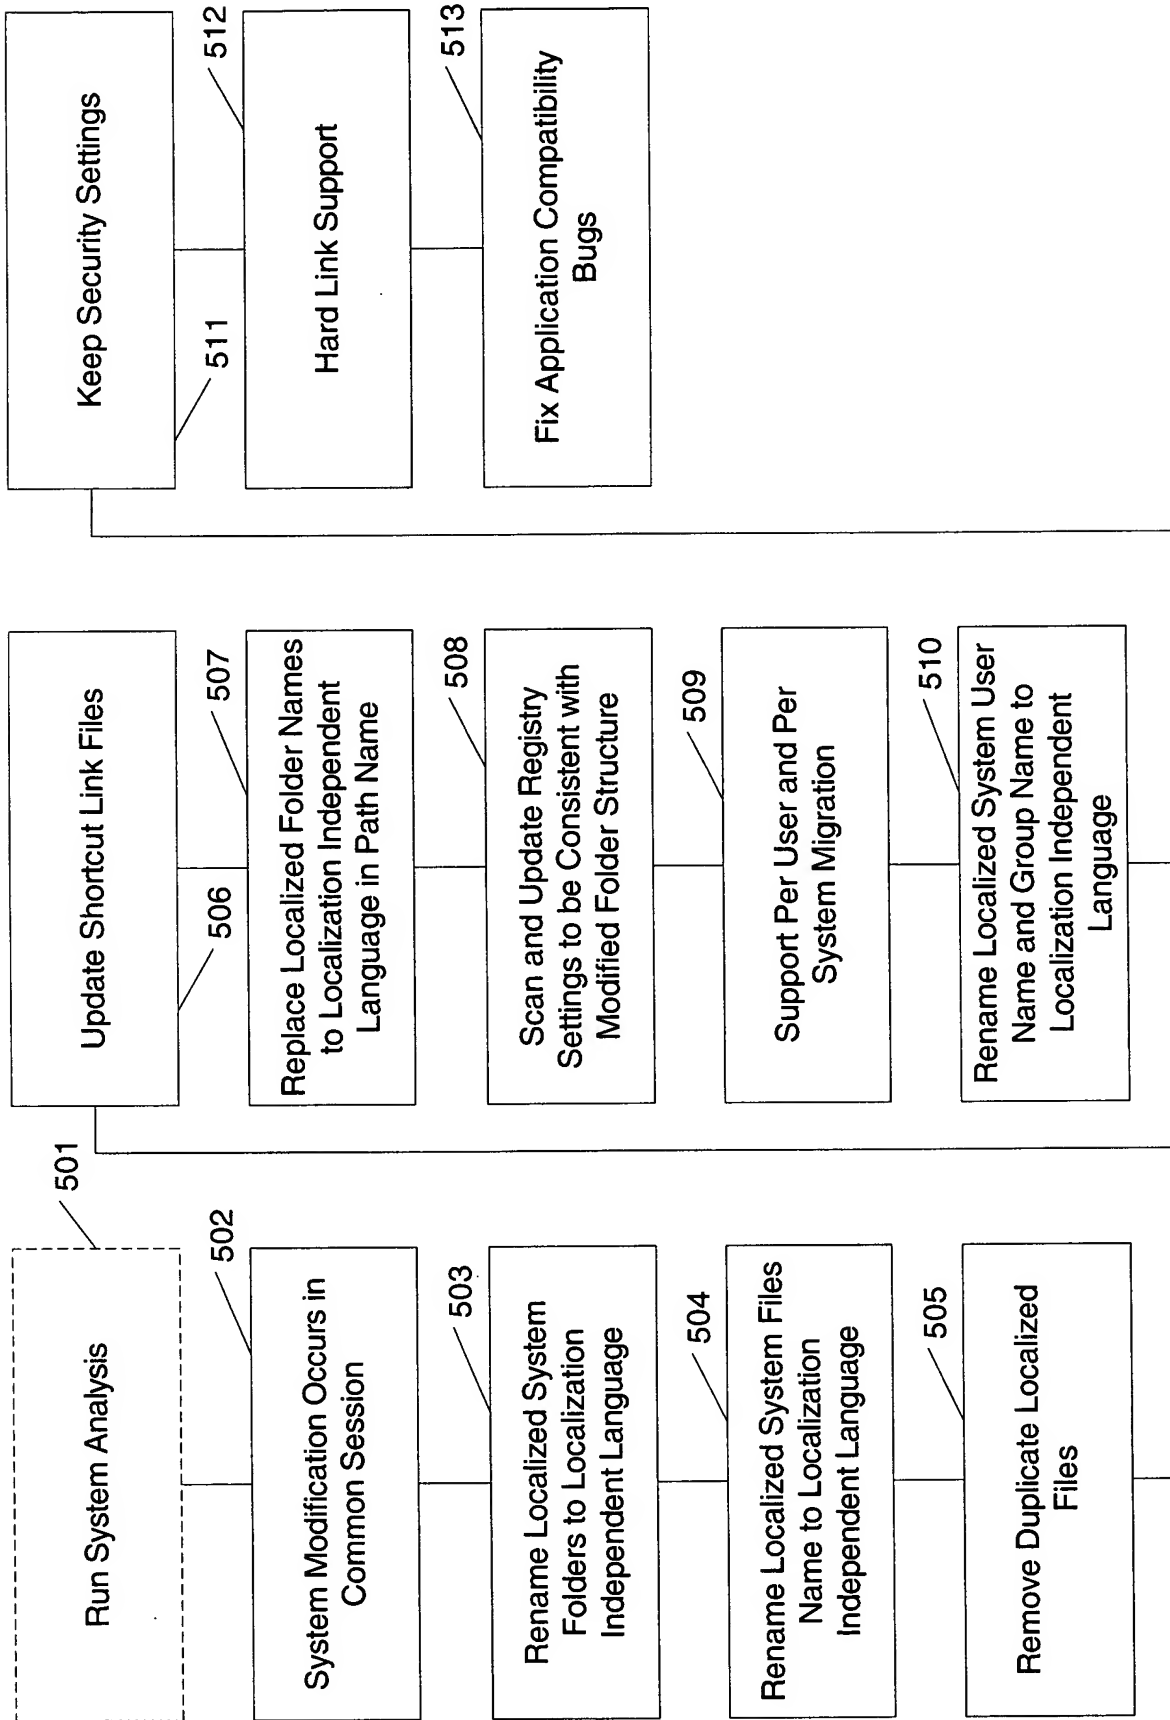 Run System Analysis
501
System Modification Occurs in
Common Session
502
Rename Localized System
Folders to Localization
Independent Language
503
Rename Localized System Files
Name to Localization
Independent Language
504
Remove Duplicate Localized
Files
505
Update Shortcut Link Files
506
Replace Localized Folder Names
to Localization Independent
Language in Path Name
507
Scan and Update Registry
Settings to be Consistent with
Modified Folder Structure
508
Support Per User and Per
System Migration
509
Rename Localized System User
Name and Group Name to
Localization Independent
Language
510
Keep Security Settings
511
Hard Link Support
512
Fix Application Compatibility
Bugs
513